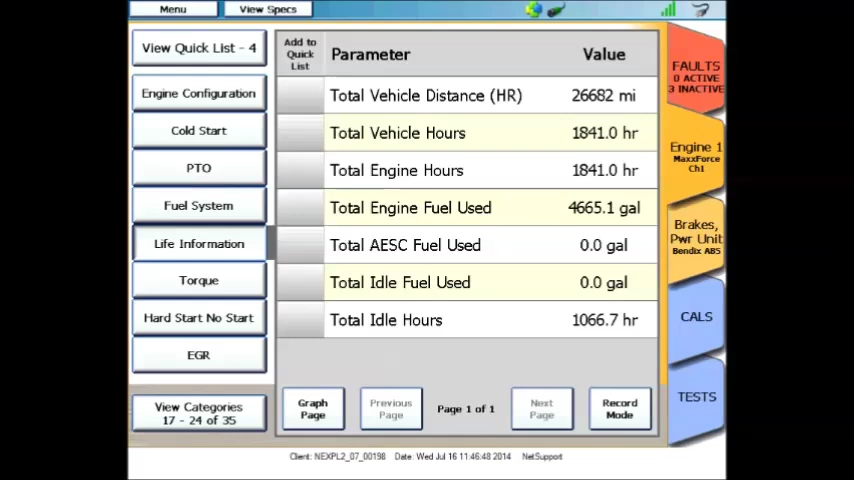 Menu
View Specs
View Quick List - 4
Engine Configuration
Cold Start
PTO
Fuel System
Life Information
Torque
Hard Start No Start
EGR
View Categories
17 - 24 of 35
Add to
Quick
List
Parameter Value
Total Vehicle Distance (HR) 26682 mi
Total Vehicle Hours 1841.0 hr
Total Engine Hours 1841.0 hr
Total Engine Fuel Used 4665.1 gal
Total AESC Fuel Used 0.0 gal
Total Idle Fuel Used 0.0 gal
Total Idle Hours 1066.7 hr
Graph
Page
Previous
Page
Page 1 of 1
Next
Page
Record
Mode
FAULTS
0 ACTIVE
3 INACTIVE
Engine 1
MaxxForce
Ch1
Brakes,
Pwr Unit
Bendix ABS
CALS
TESTS
Client: NEXPL2_07_00198 Date: Wed Jul 16 11:46:48 2014 NetSupport